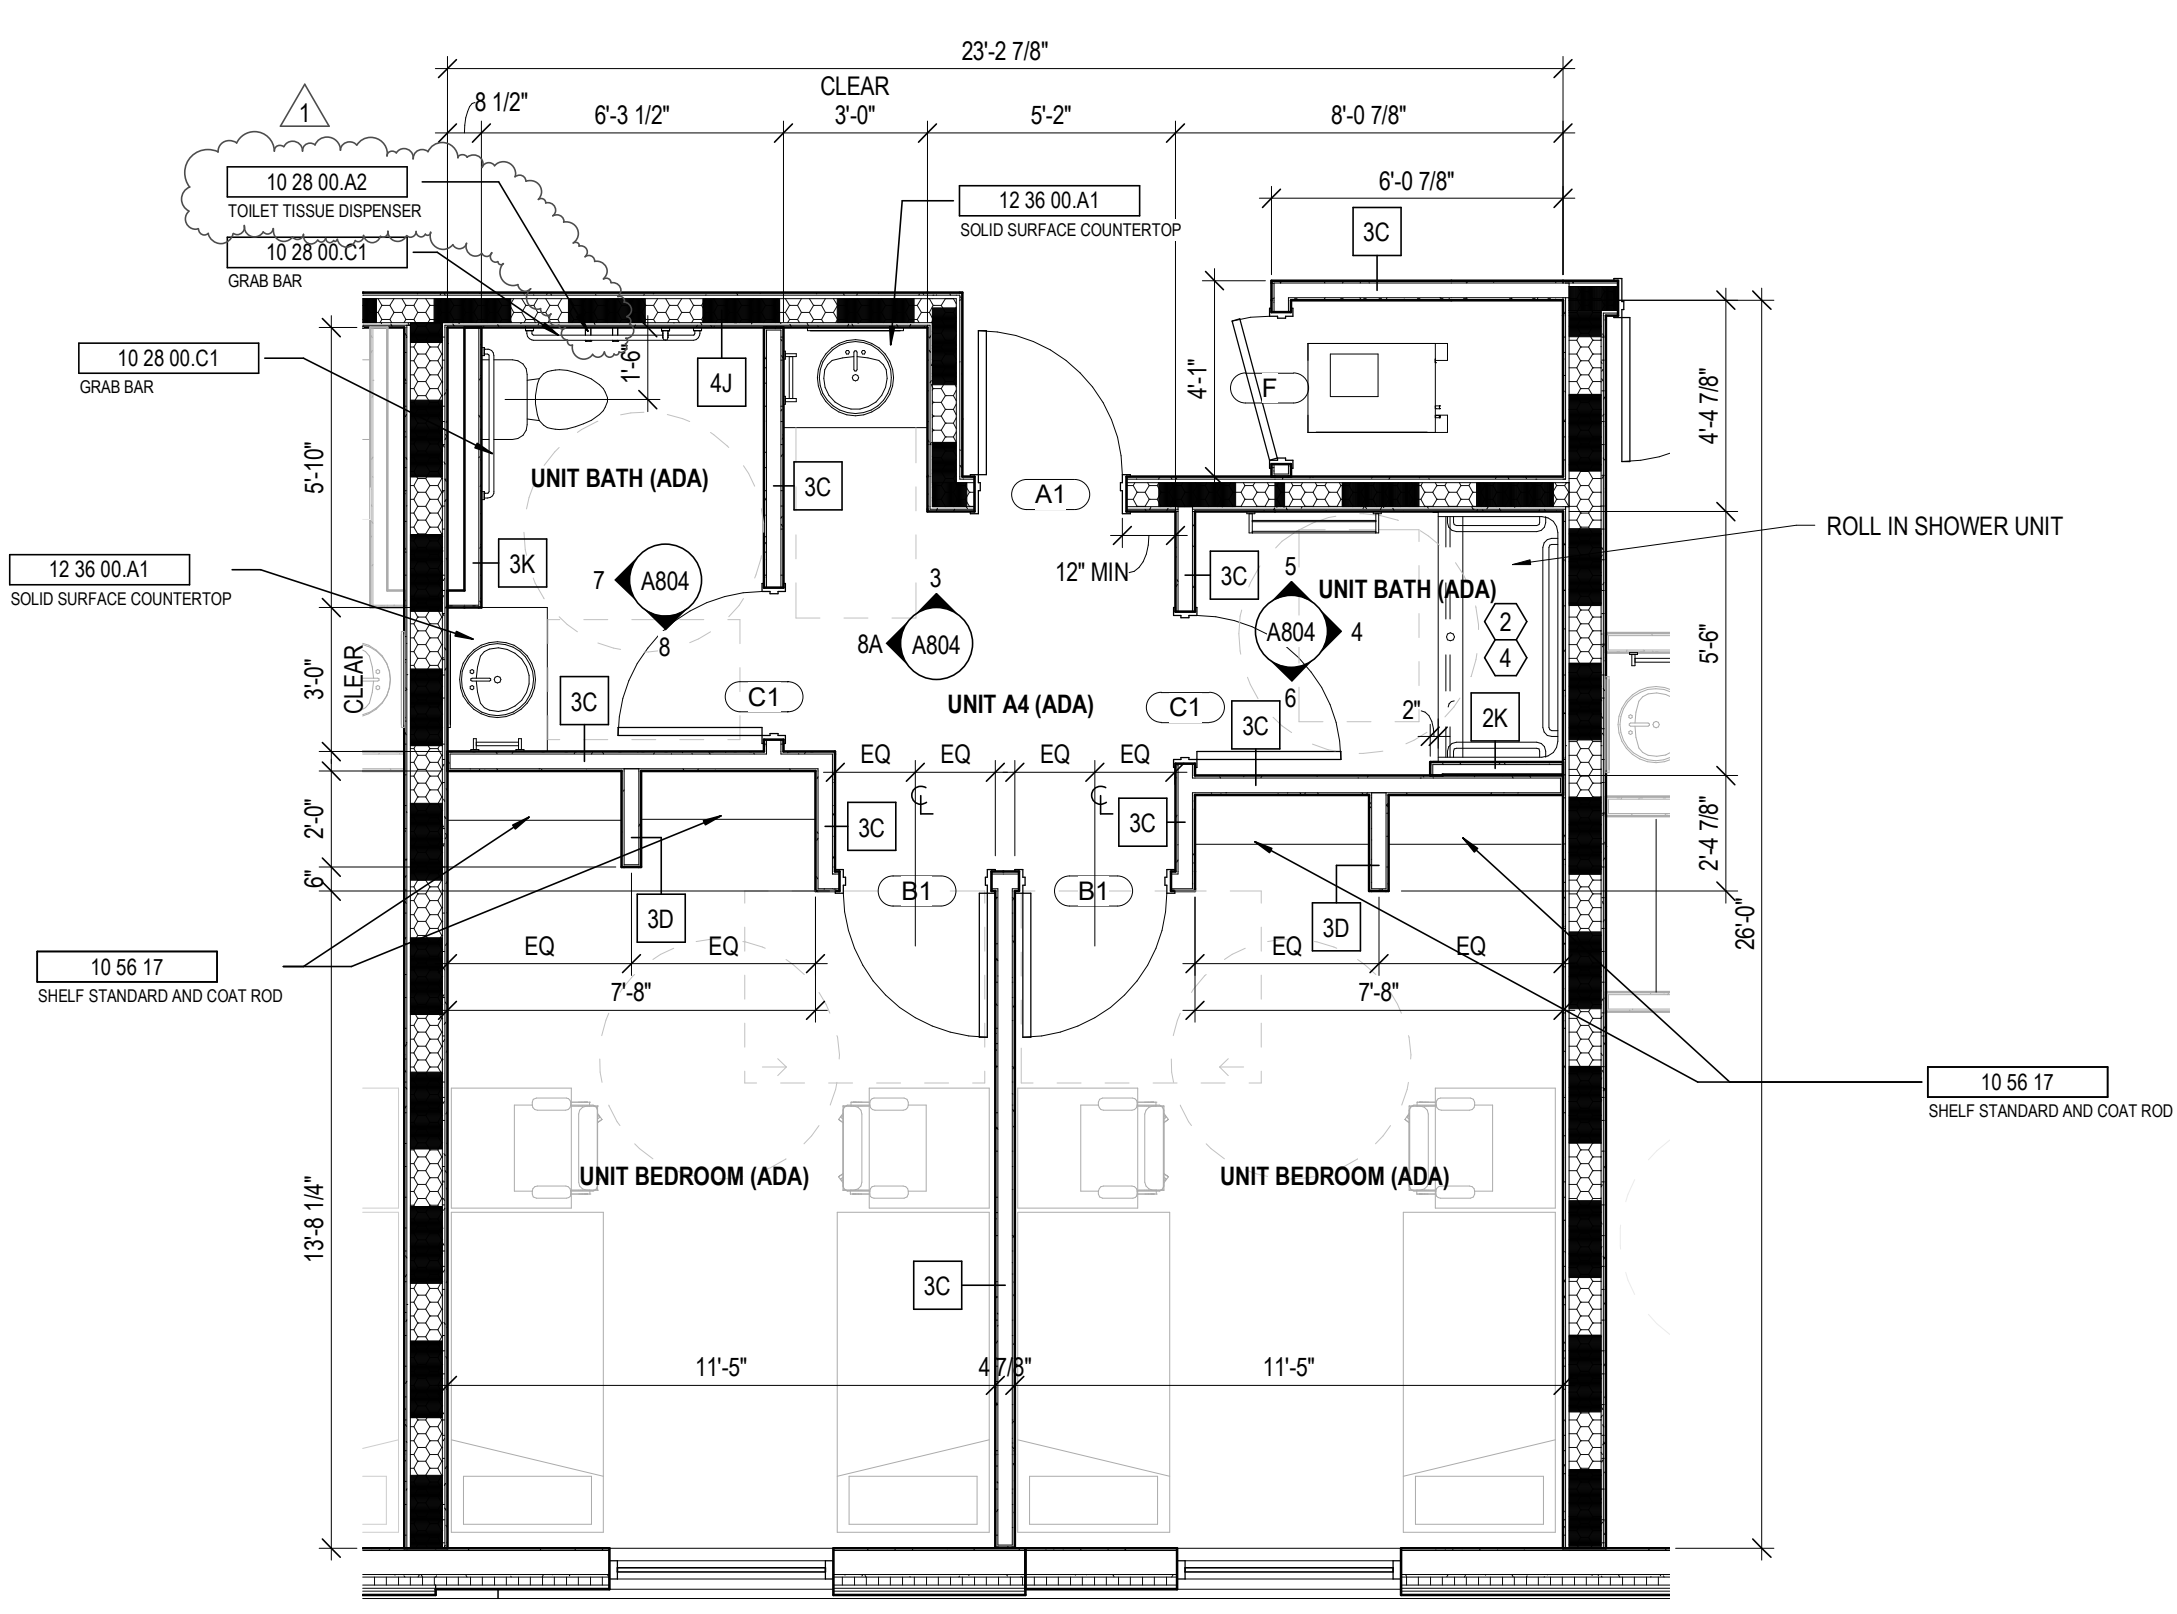 23'-2 7/8"
CLEAR
8 1/2"
6'-3 1/2"
3'-0"
5'-2"
8'-0 7/8"
1
10 28 00.A2
TOILET TISSUE DISPENSER
10 28 00.C1
GRAB BAR
12 36 00.A1
SOLID SURFACE COUNTERTOP
6'-0 7/8"
3C
10 28 00.C1
GRAB BAR
1'-6"
4J
4'-1"
F
4'-4 7/8"
5'-10"
UNIT BATH (ADA)
3C
A1
ROLL IN SHOWER UNIT
12 36 00.A1
SOLID SURFACE COUNTERTOP
3K
7
A804
8
12" MIN
3C
5
UNIT BATH (ADA)
A804
4
6
2
4
5'-6"
3
8A
A804
3'-0"
CLEAR
3C
C1
UNIT A4 (ADA)
C1
3C
2"
2K
EQ
EQ
EQ
EQ
CL
CL
2'-0"
3C
3C
2'-4 7/8"
6"
B1
B1
3D
3D
26'-0"
EQ
EQ
EQ
EQ
10 56 17
SHELF STANDARD AND COAT ROD
7'-8"
7'-8"
10 56 17
SHELF STANDARD AND COAT ROD
UNIT BEDROOM (ADA)
UNIT BEDROOM (ADA)
13'-8 1/4"
3C
11'-5"
4 7/8"
11'-5"